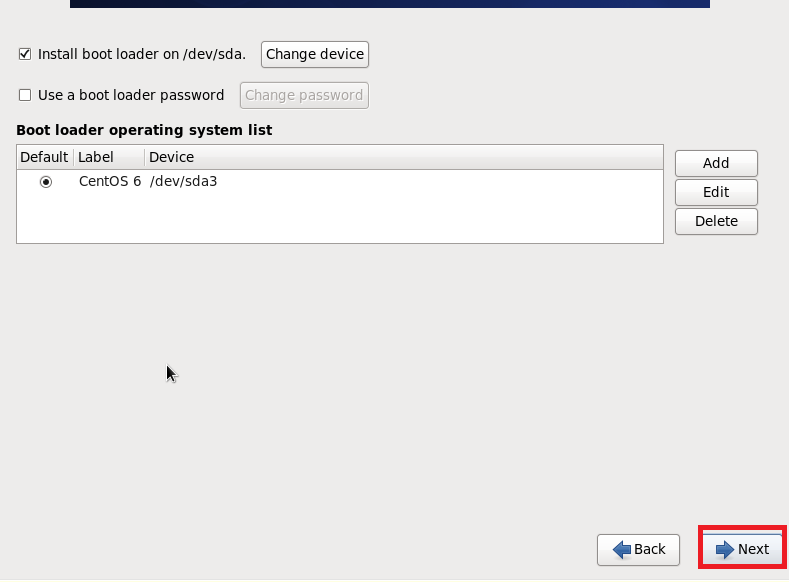 Install boot loader on /dev/sda. Change device
Use a boot loader password Change password
Boot loader operating system list
Default Label Device
CentOS 6 /dev/sda3
Add
Edit
Delete
Back Next